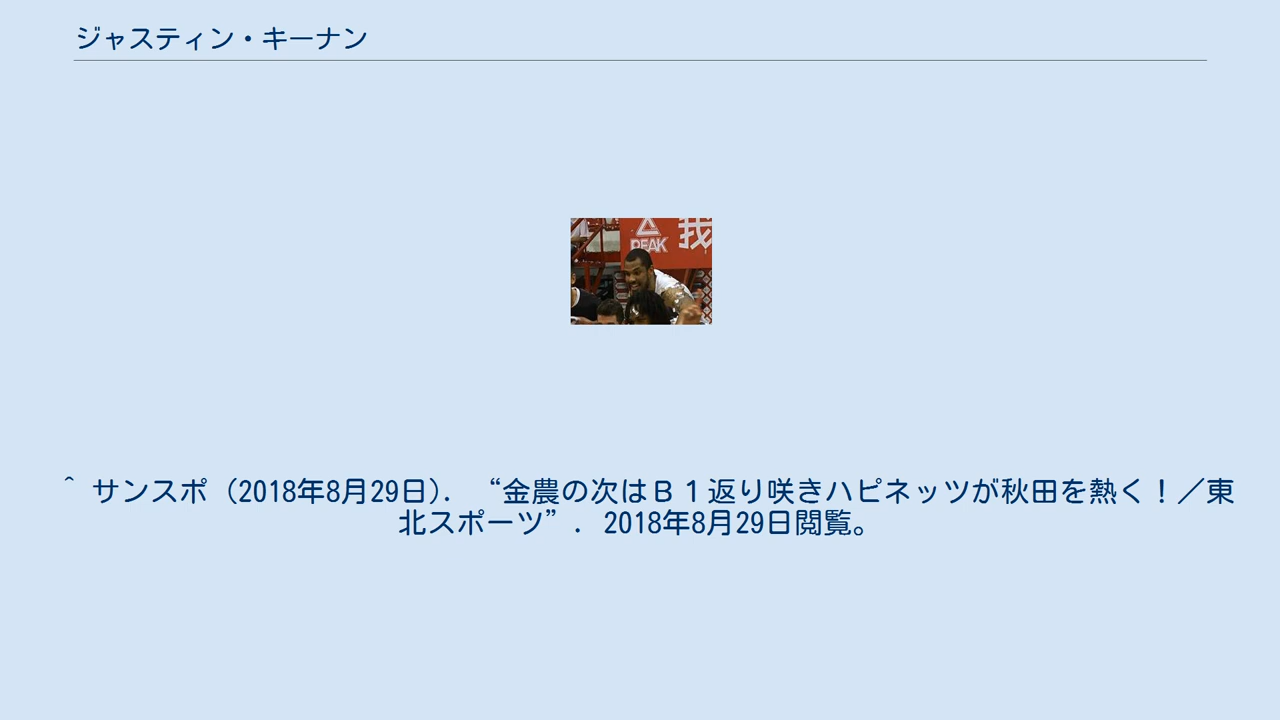 ジャスティン・キーナン
PEAK
我
^ サンスポ (2018年8月29日). “金農の次はＢ１返り咲きハピネッツが秋田を熱く！／東
北スポーツ”. 2018年8月29日閲覧。